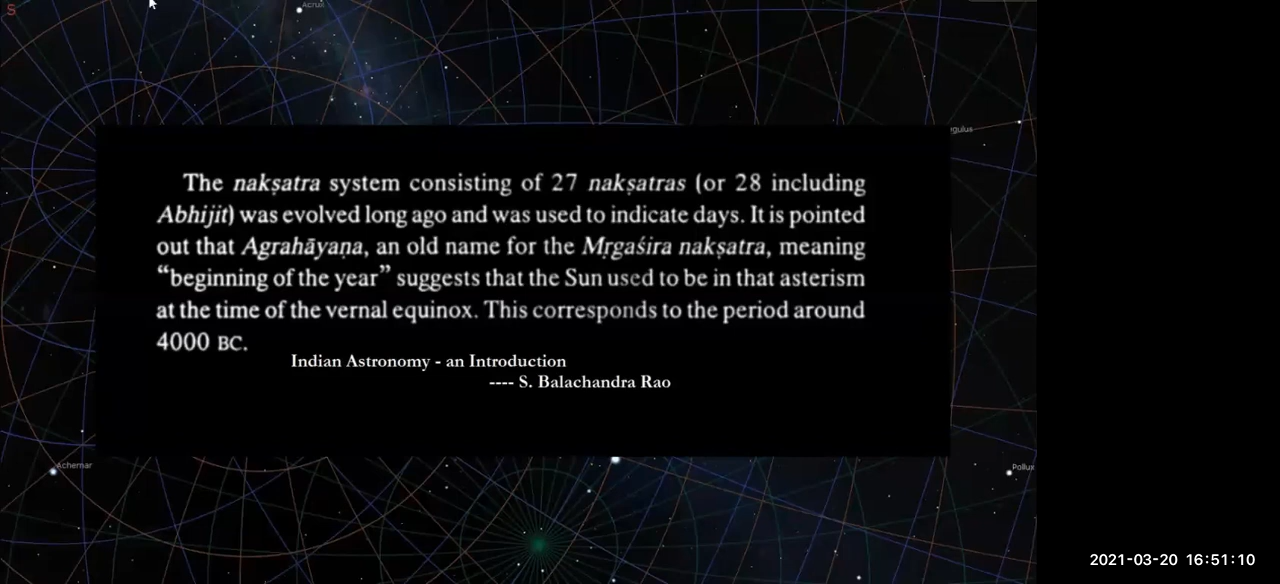 S
Acrux
gulus
The nakṣatra system consisting of 27 nakṣatras (or 28 including
Abhijit) was evolved long ago and was used to indicate days. It is pointed
out that Agrahāyaṇa, an old name for the Mṛgaśira nakṣatra, meaning
“beginning of the year” suggests that the Sun used to be in that asterism
at the time of the vernal equinox. This corresponds to the period around
4000 BC.
Indian Astronomy - an Introduction
---- S. Balachandra Rao
Achernar
Pollux
2021-03-20 16:51:10